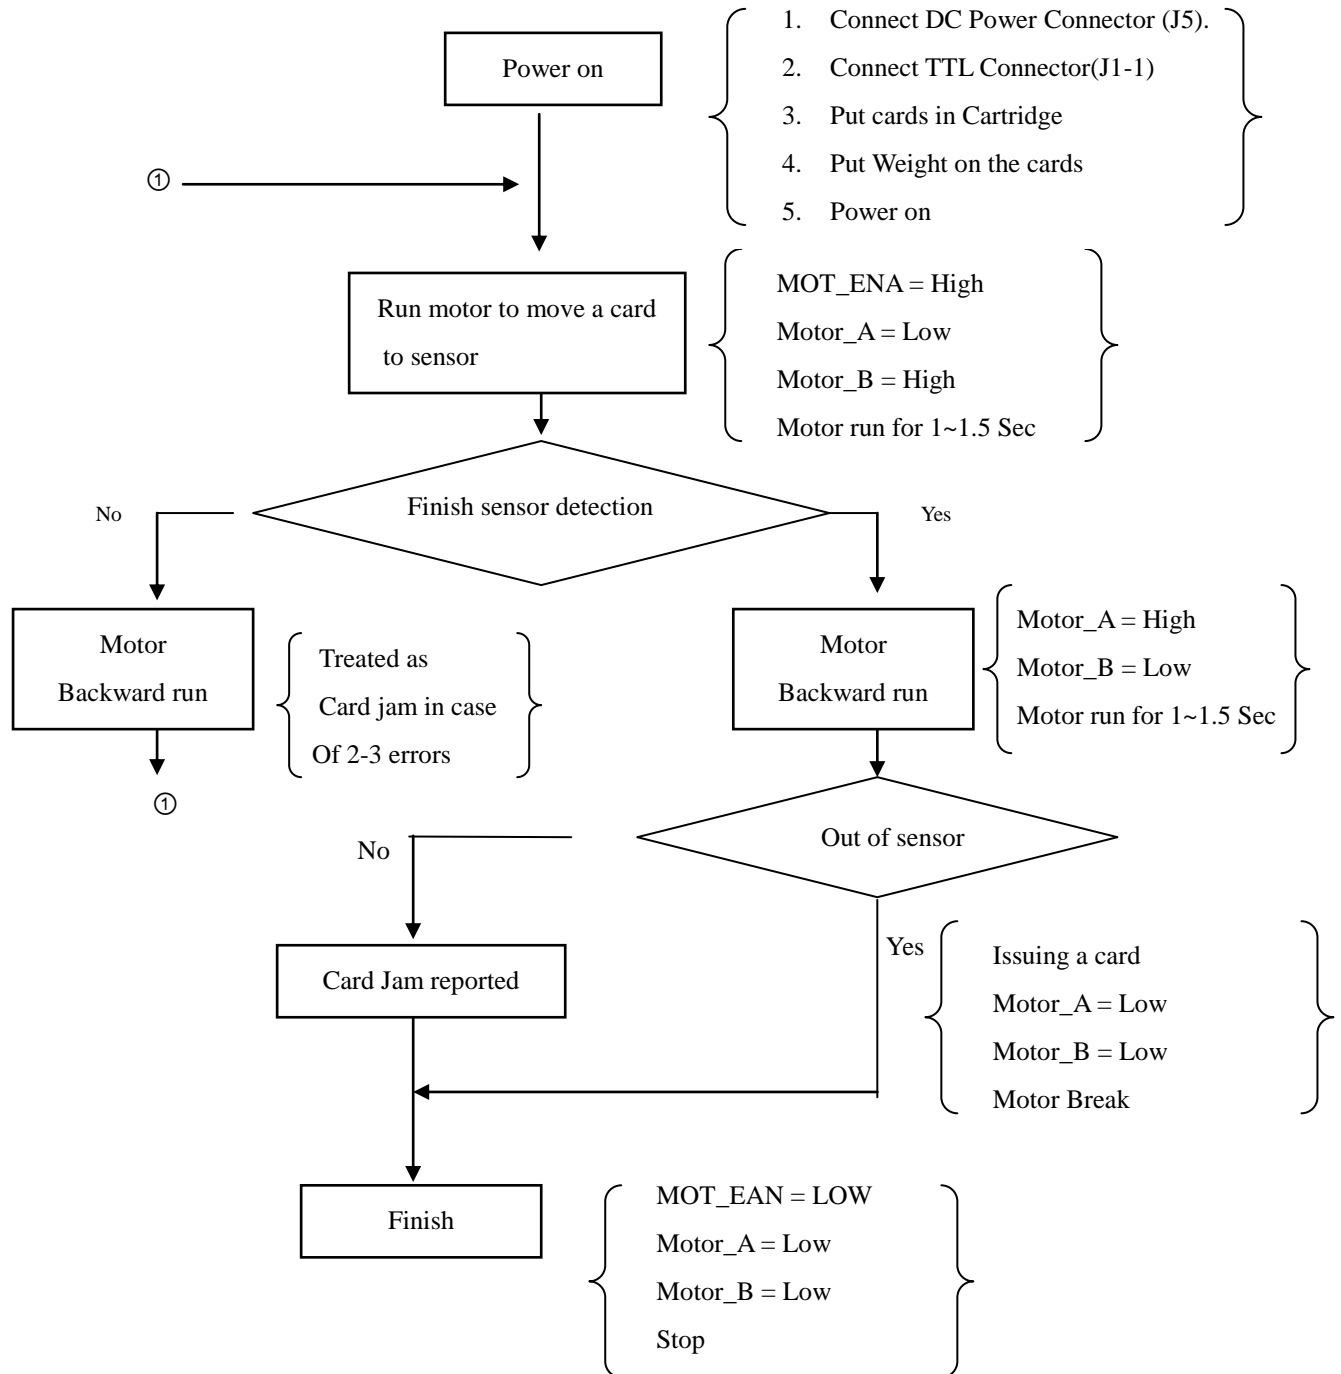 Power on
1. Connect DC Power Connector (J5).
2. Connect TTL Connector(J1-1)
3. Put cards in Cartridge
4. Put Weight on the cards
5. Power on
①
Run motor to move a card
to sensor
MOT_ENA = High
Motor_A = Low
Motor_B = High
Motor run for 1~1.5 Sec
Finish sensor detection
No
Yes
Motor
Backward run
Treated as
Card jam in case
Of 2-3 errors
①
Motor
Backward run
Motor_A = High
Motor_B = Low
Motor run for 1~1.5 Sec
Out of sensor
No
Yes
Card Jam reported
Issuing a card
Motor_A = Low
Motor_B = Low
Motor Break
Finish
MOT_EAN = LOW
Motor_A = Low
Motor_B = Low
Stop